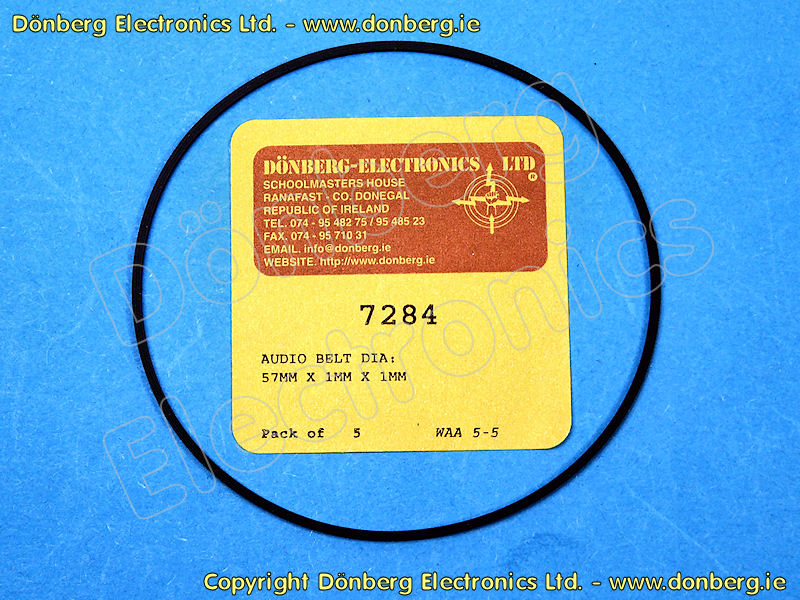 Dönberg Electronics Ltd. - www.donberg.ie
DÖNBERG-ELECTRONICS LTD
®
SCHOOLMASTERS HOUSE
RANAFAST - CO. DONEGAL
REPUBLIC OF IRELAND
TEL. 074 - 95 482 75 / 95 485 23
FAX. 074 - 95 710 31
EMAIL. info@donberg.ie
WEBSITE. http://www.donberg.ie
7284
AUDIO BELT DIA:
57MM X 1MM X 1MM
Pack of 5 WAA 5-5
Dönberg
Electronics
Copyright Dönberg Electronics Ltd. - www.donberg.ie